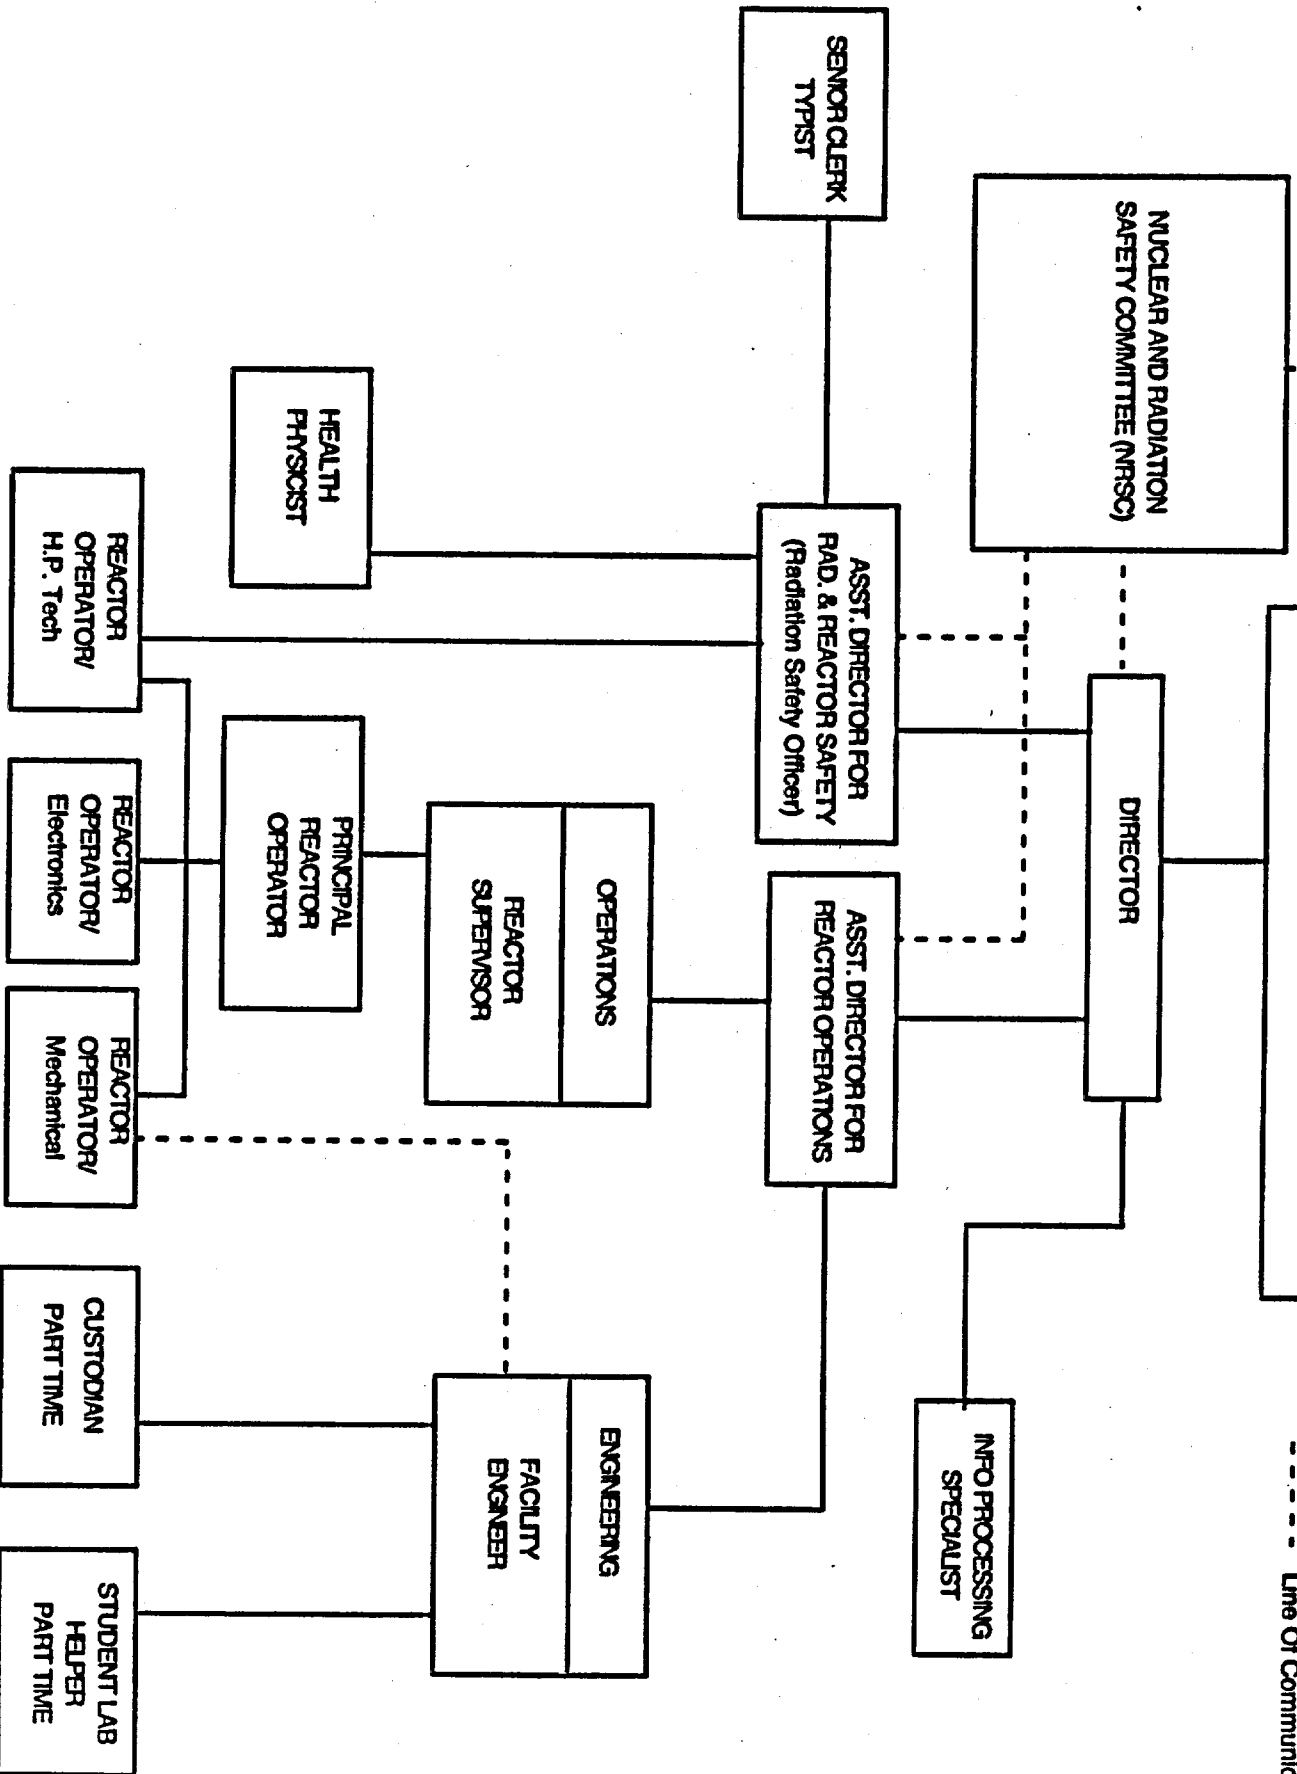 Line Of Communic
NUCLEAR AND RADIATION
SAFETY COMMITTEE (NRSC)
DIRECTOR
INFO PROCESSING
SPECIALIST
SENIOR CLERK
TYPIST
ASST. DIRECTOR FOR
RAD. & REACTOR SAFETY
(Radiation Safety Officer)
ASST. DIRECTOR FOR
REACTOR OPERATIONS
OPERATIONS
REACTOR
SUPERVISOR
ENGINEERING
FACILITY
ENGINEER
HEALTH
PHYSICIST
PRINCIPAL
REACTOR
OPERATOR
REACTOR
OPERATOR/
H.P. Tech
REACTOR
OPERATOR/
Electronics
REACTOR
OPERATOR/
Mechanical
CUSTODIAN
PART TIME
STUDENT LAB
HELPER
PART TIME